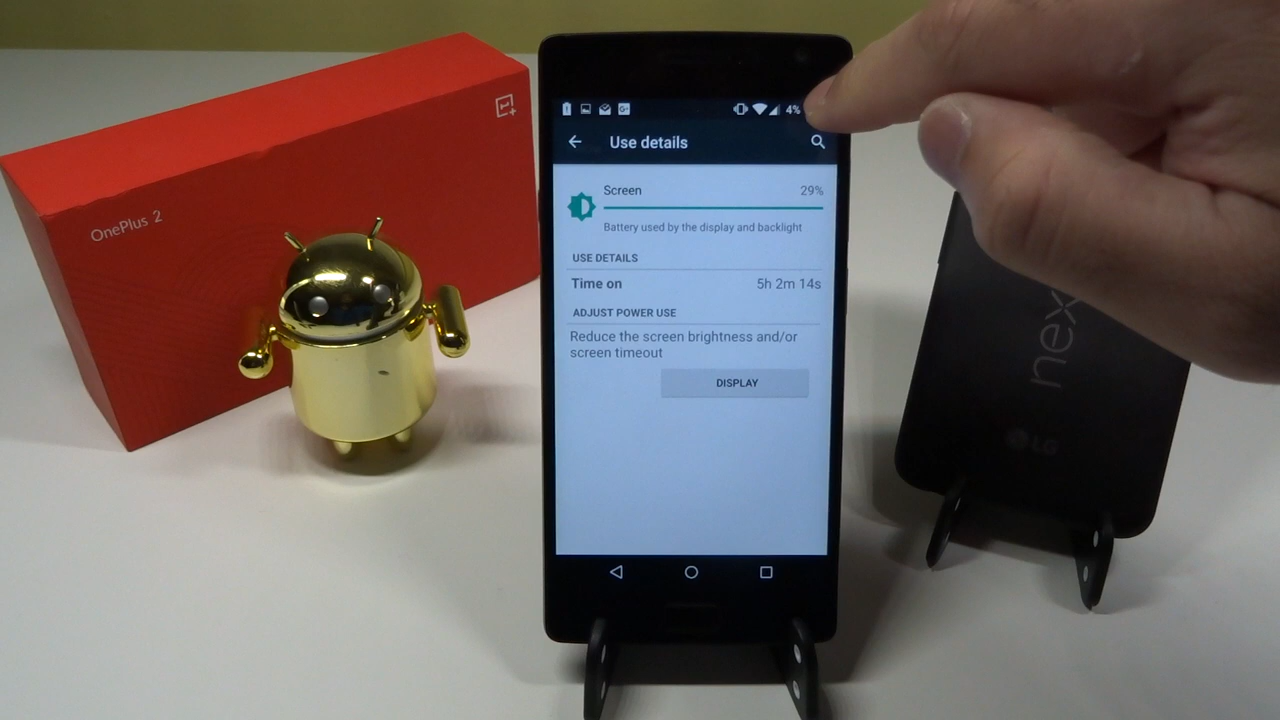 OnePlus 2
4%
Use details
Screen 29%
Battery used by the display and backlight
USE DETAILS
Time on 5h 2m 14s
ADJUST POWER USE
Reduce the screen brightness and/or
screen timeout
DISPLAY
nex
LG